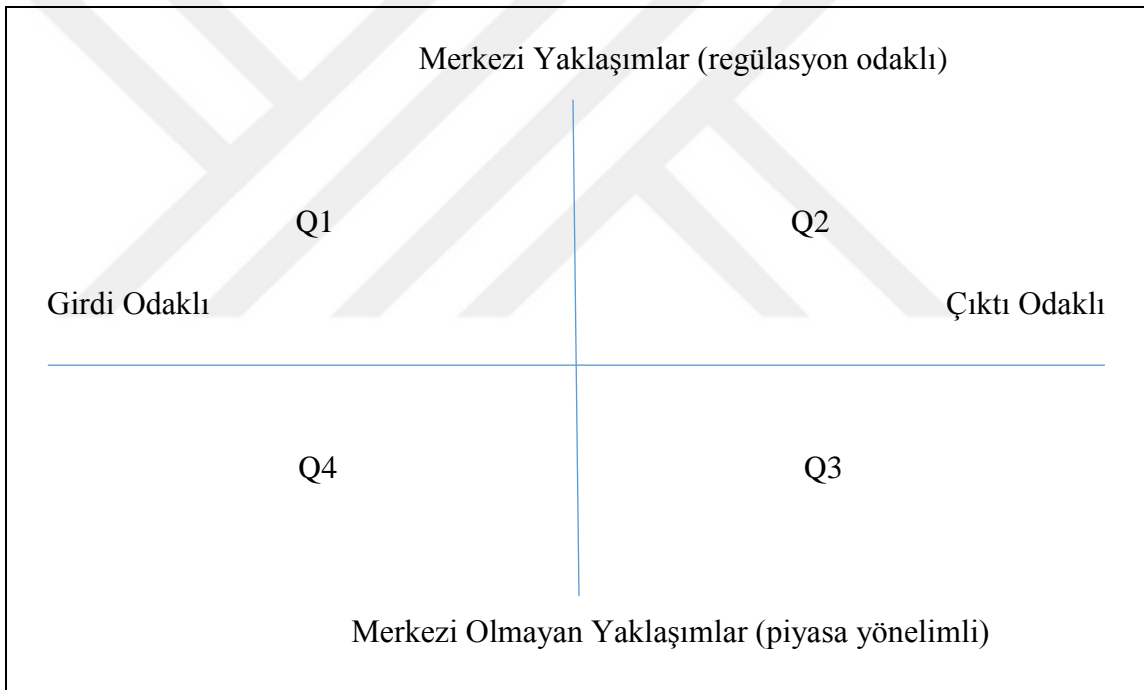 Merkezi Yaklaşımlar (regülasyon odaklı)
Q1 Q2
Girdi Odaklı Çıktı Odaklı
Q4 Q3
Merkezi Olmayan Yaklaşımlar (piyasa yönelimli)